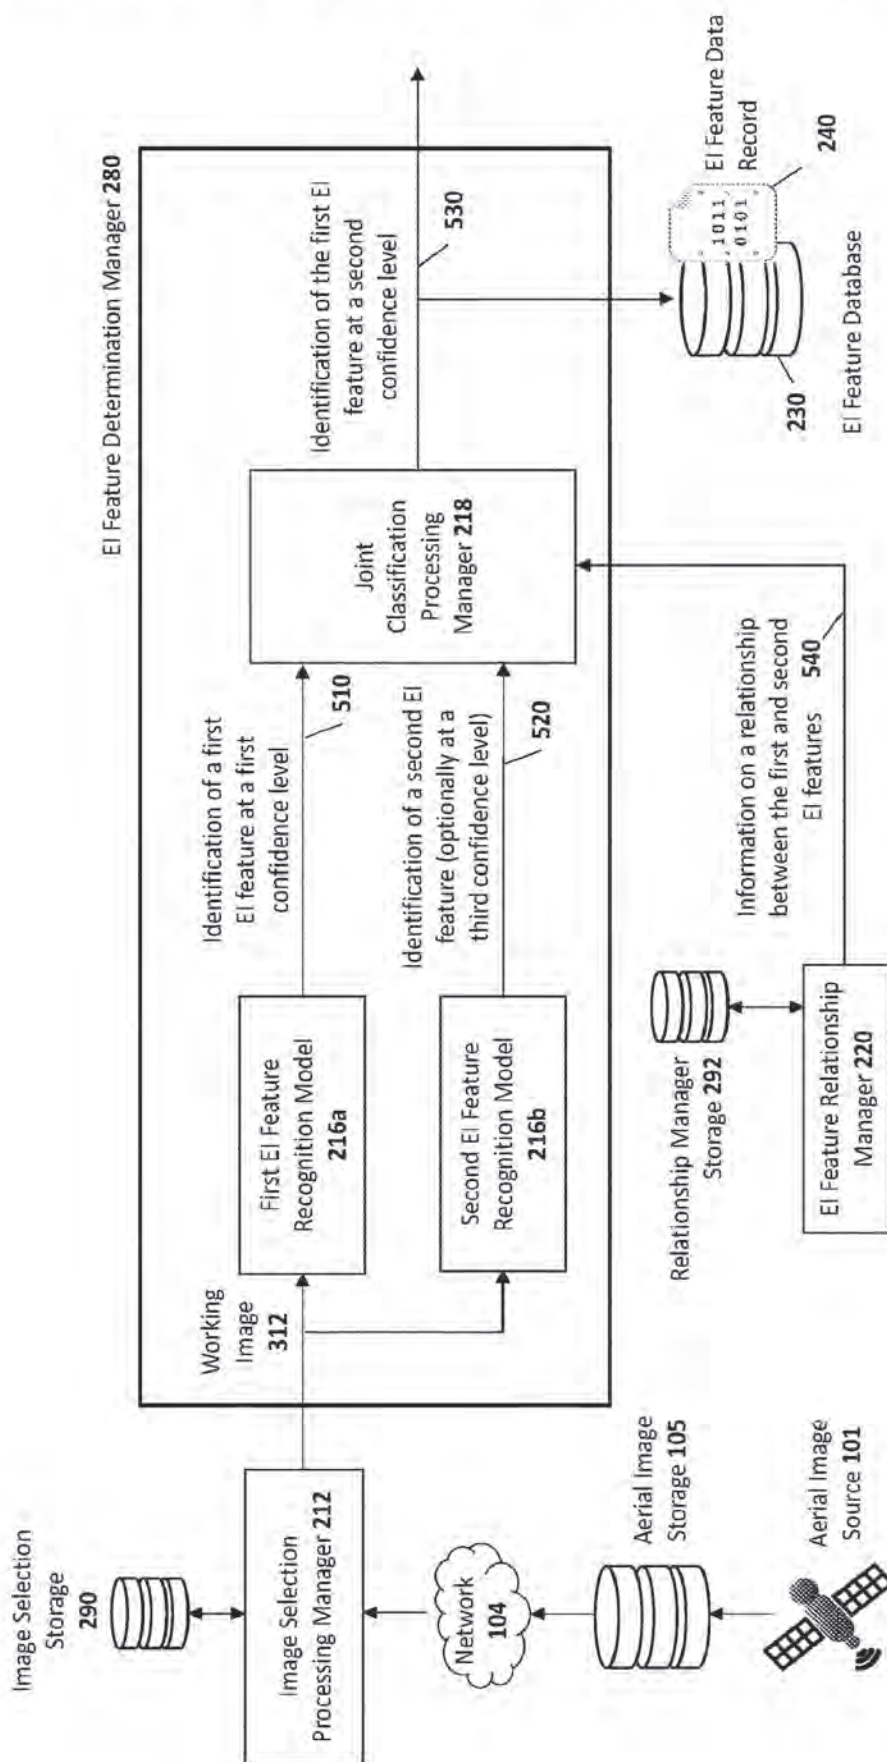 EI Feature Determination Manager 280
Image Selection
Storage
290
Image Selection
Processing Manager 212
Network
104
Aerial Image
Storage 105
Aerial Image
Source 101
Working
Image
312
First EI Feature
Recognition Model
216a
Second EI Feature
Recognition Model
216b
Identification of a first
EI feature at a first
confidence level
510
Identification of a second EI
feature (optionally at a
third confidence level)
520
Joint
Classification
Processing
Manager 218
Identification of the first EI
feature at a second
confidence level
530
Relationship Manager
Storage 292
EI Feature Relationship
Manager 220
Information on a relationship
between the first and second
EI features
540
230
EI Feature Database
1011
0101
EI Feature Data
Record
240